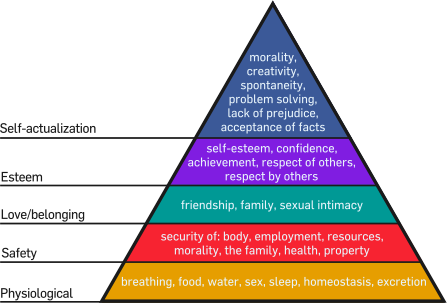 morality,
creativity,
spontaneity,
problem solving,
lack of prejudice,
acceptance of facts
Self-actualization
self-esteem, confidence,
achievement, respect of others,
respect by others
Esteem
friendship, family, sexual intimacy
Love/belonging
security of: body, employment, resources,
morality, the family, health, property
Safety
breathing, food, water, sex, sleep, homeostasis, excretion
Physiological